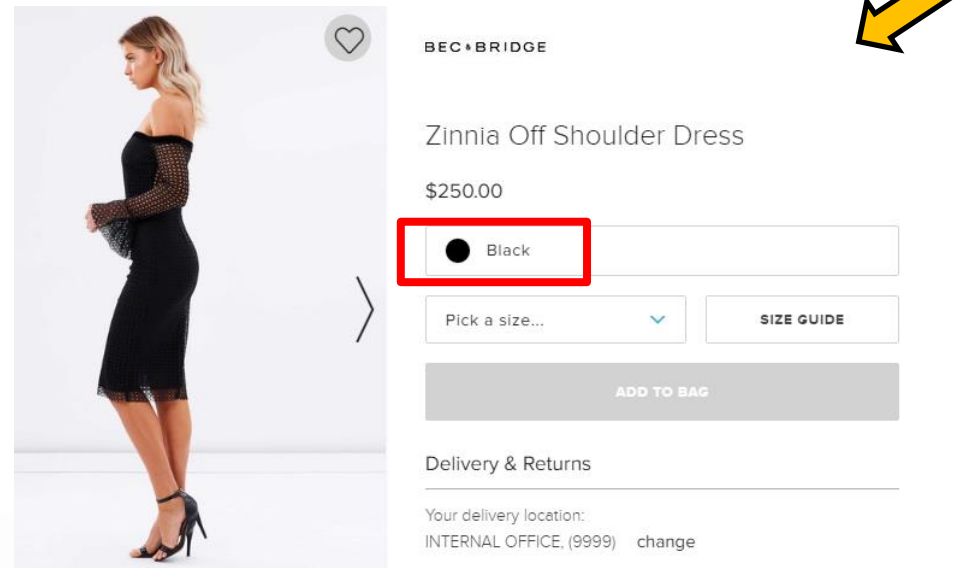 BEC&BRIDGE
Zinnia Off Shoulder Dress
$250.00
Black
Pick a size...
SIZE GUIDE
ADD TO BAG
Delivery & Returns
Your delivery location:
INTERNAL OFFICE, (9999) change